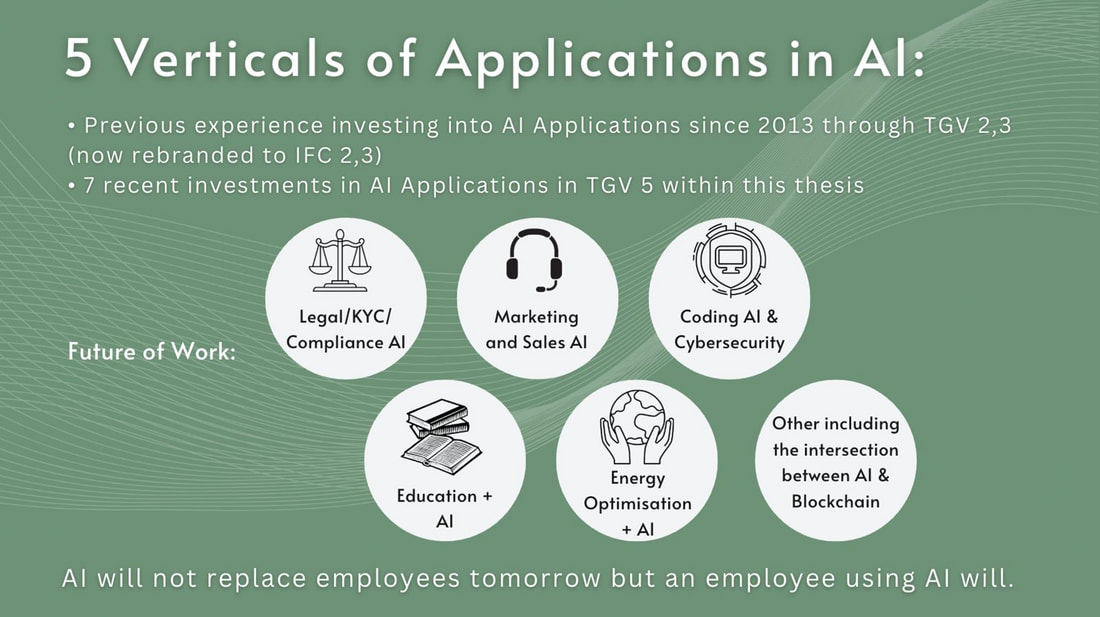 5 Verticals of Applications in AI:
• Previous experience investing into AI Applications since 2013 through TGV 2,3
(now rebranded to IFC 2,3)
• 7 recent investments in AI Applications in TGV 5 within this thesis
Future of Work:
Legal/KYC/
Compliance AI
Marketing
and Sales AI
Coding AI &
Cybersecurity
Education +
AI
Energy
Optimisation
+ AI
Other including
the intersection
between AI &
Blockchain
AI will not replace employees tomorrow but an employee using AI will.